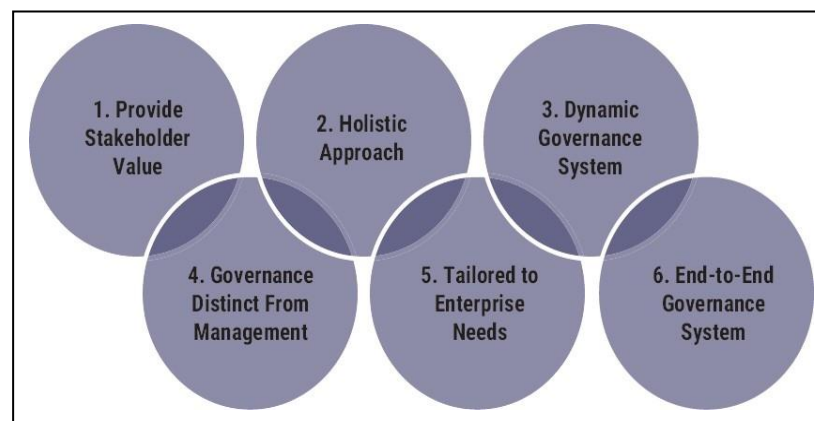 1. Provide
Stakeholder
Value
2. Holistic
Approach
3. Dynamic
Governance
System
4. Governance
Distinct From
Management
5. Tailored to
Enterprise
Needs
6. End-to-End
Governance
System